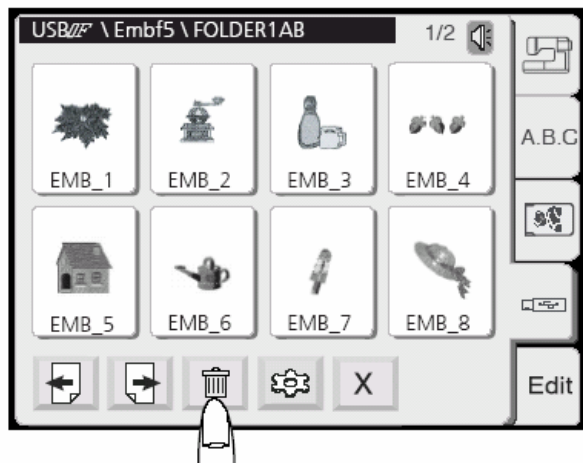 USB \ Embf5 \ FOLDER1AB 1/2
A.B.C
EMB_1 EMB_2 EMB_3 EMB_4
EMB_5 EMB_6 EMB_7 EMB_8
X
Edit